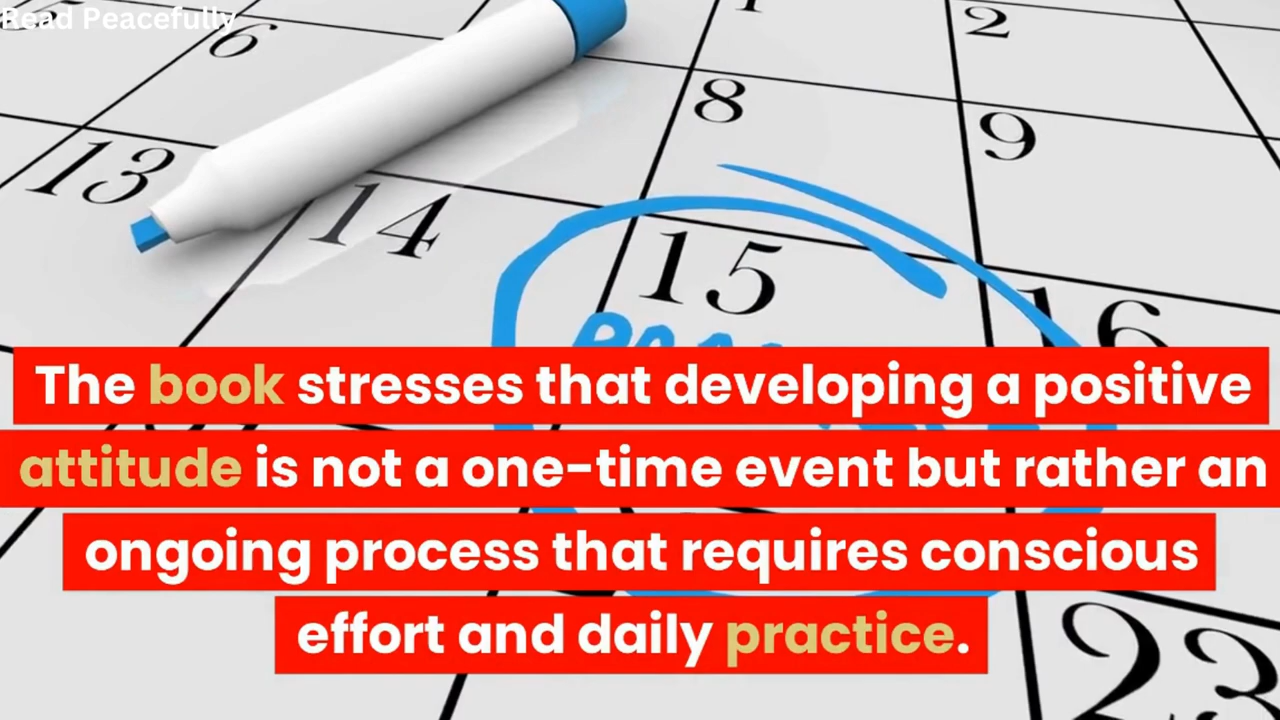 Read Peacefully
6
1
2
8
9
13
14
15
16
The book stresses that developing a positive
attitude is not a one-time event but rather an
ongoing process that requires conscious
effort and daily practice.
23